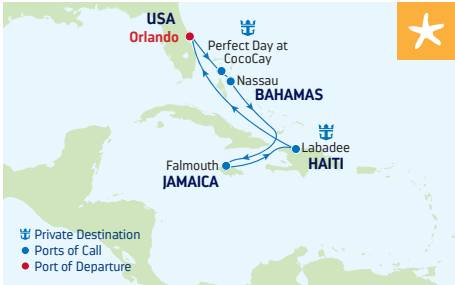 USA
Orlando
Perfect Day at
CocoCay
Nassau
BAHAMAS
Labadee
HAITI
Falmouth
JAMAICA
Private Destination
Ports of Call
Port of Departure